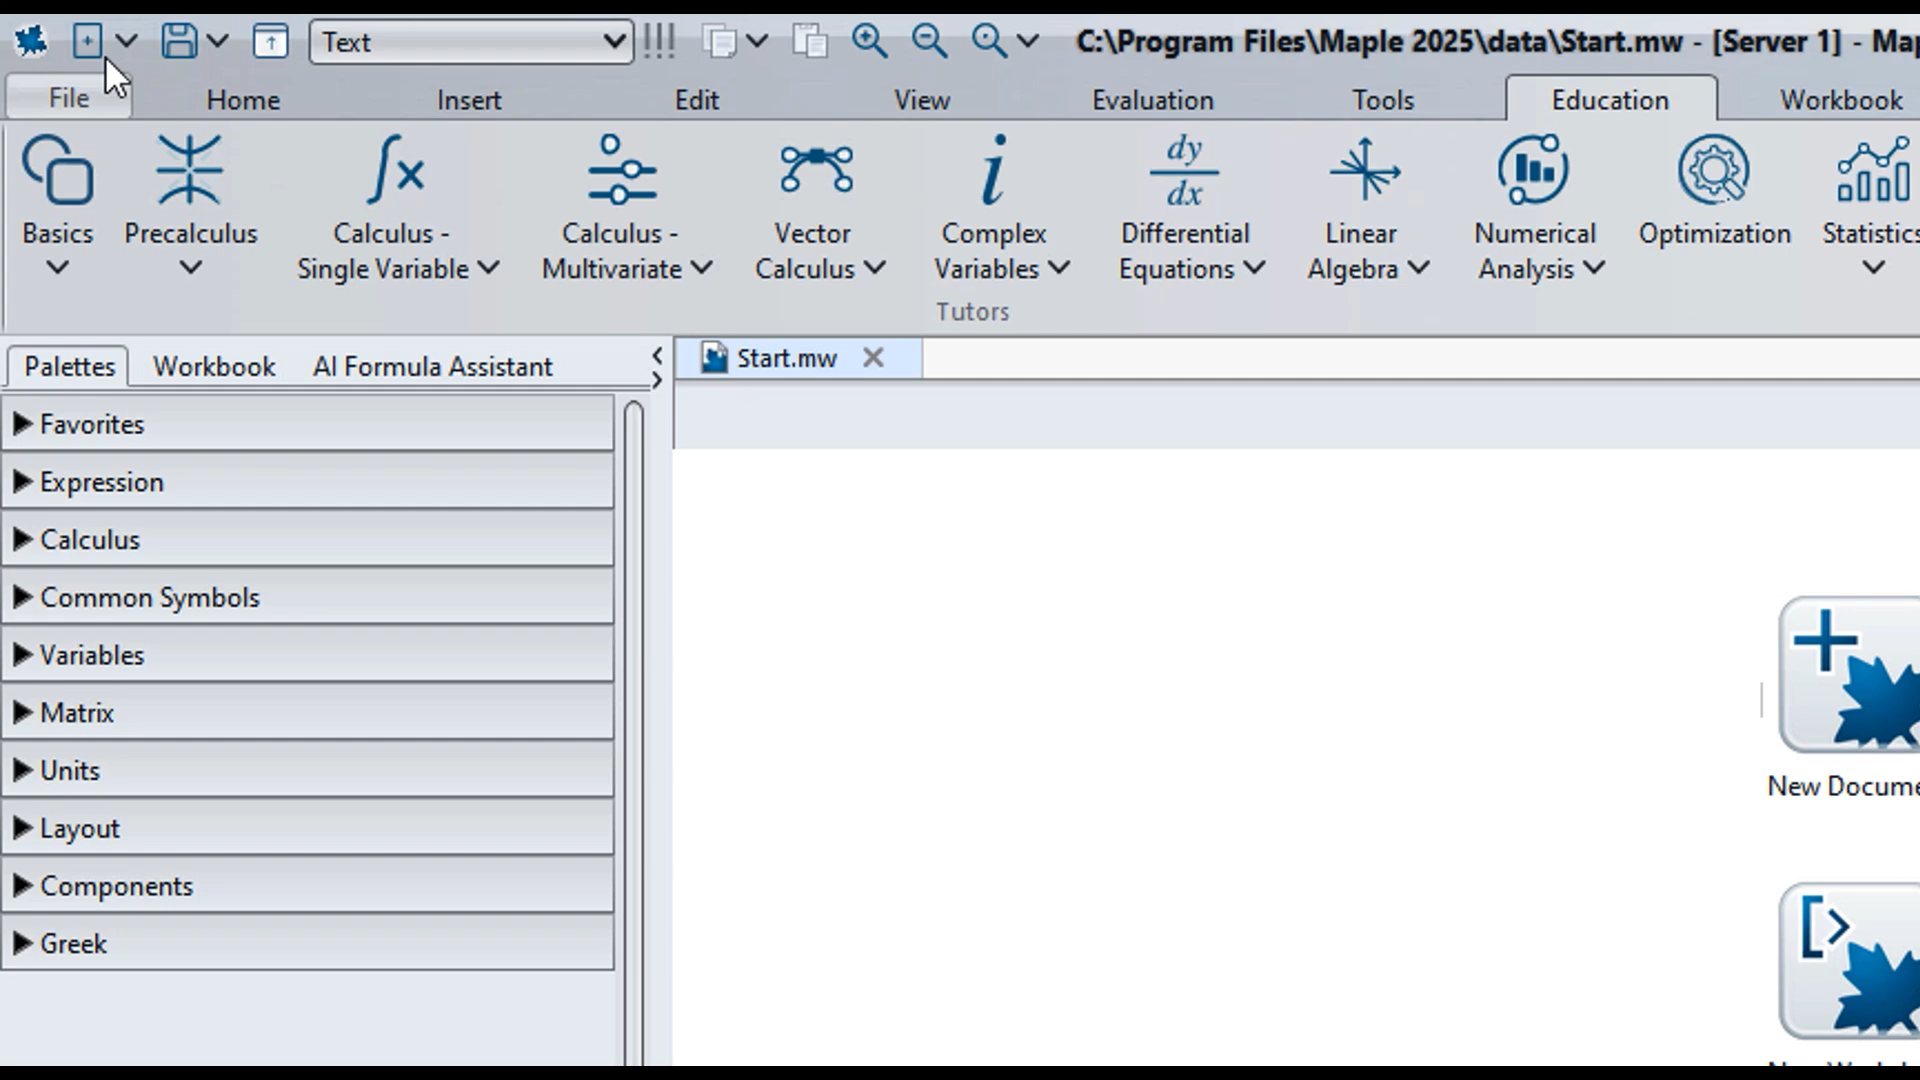 Text
C:\Program Files\Maple 2025\data\Start.mw - [Server 1] - Map
File
Home
Insert
Edit
View
Evaluation
Tools
Education
Workbook
dy
dx
Basics
Precalculus
Calculus -
Single Variable
Calculus -
Multivariate
Vector
Calculus
Complex
Variables
Differential
Equations
Linear
Algebra
Numerical
Analysis
Optimization
Statistics
Tutors
Palettes
Workbook
AI Formula Assistant
Start.mw
Favorites
Expression
Calculus
Common Symbols
Variables
Matrix
Units
Layout
Components
Greek
New Docume